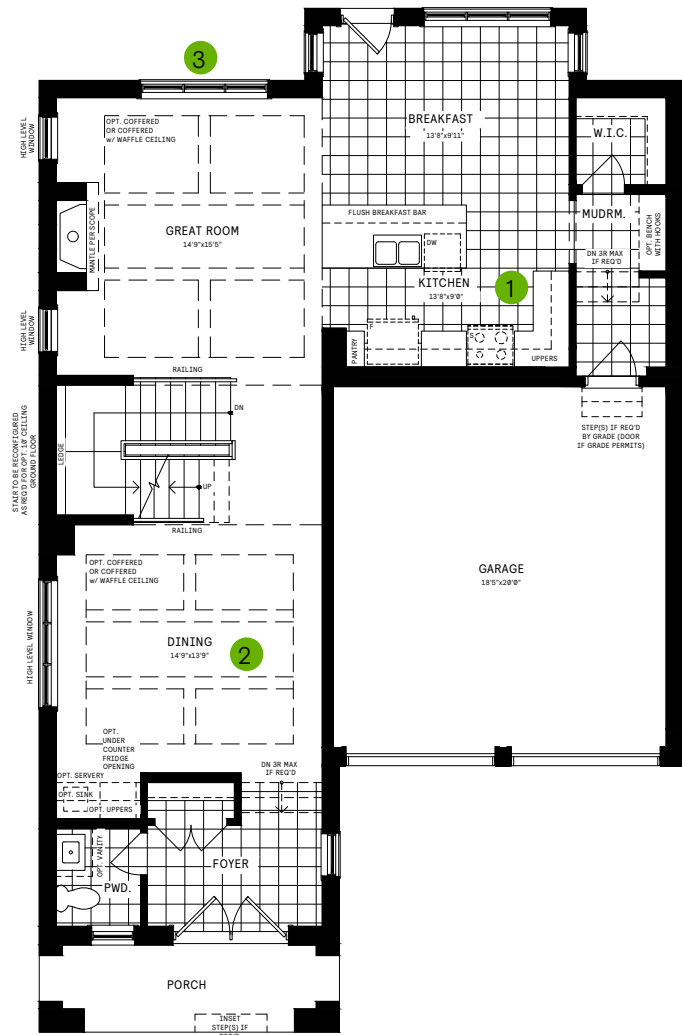 3
BREAKFAST
13'8"x9'11"
W.I.C.
OPT. COFFERED
OR COFFERED
w/ WAFFLE CEILING
HIGH LEVEL
WINDOW
FLUSH BREAKFAST BAR
MUDRM.
OPT. BENCH
WITH HOOKS
GREAT ROOM
14'9"x15'5"
MANTLE PER SCOPE
DW
DN 3R MAX
IF REQ'D
KITCHEN
13'8"x9'0"
1
HIGH LEVEL
WINDOW
F
S
PANTRY
UPPERS
RAILING
DN
STEP(S) IF REQ'D
BY GRADE (DOOR
IF GRADE PERMITS)
STAIR TO BE RECONFIGURED
AS REQ'D FOR OPT. 10' CEILING
GROUND FLOOR
LEDGE
UP
RAILING
OPT. COFFERED
OR COFFERED
w/ WAFFLE CEILING
GARAGE
18'5"x20'0"
HIGH LEVEL WINDOW
DINING
14'9"x13'9"
2
OPT.
UNDER
COUNTER
FRIDGE
OPENING
DN 3R MAX
IF REQ'D
OPT. SERVERY
OPT. SINK
OPT. UPPERS
OPT. VANITY
FOYER
PWD.
PORCH
INSET
STEP(S) IF